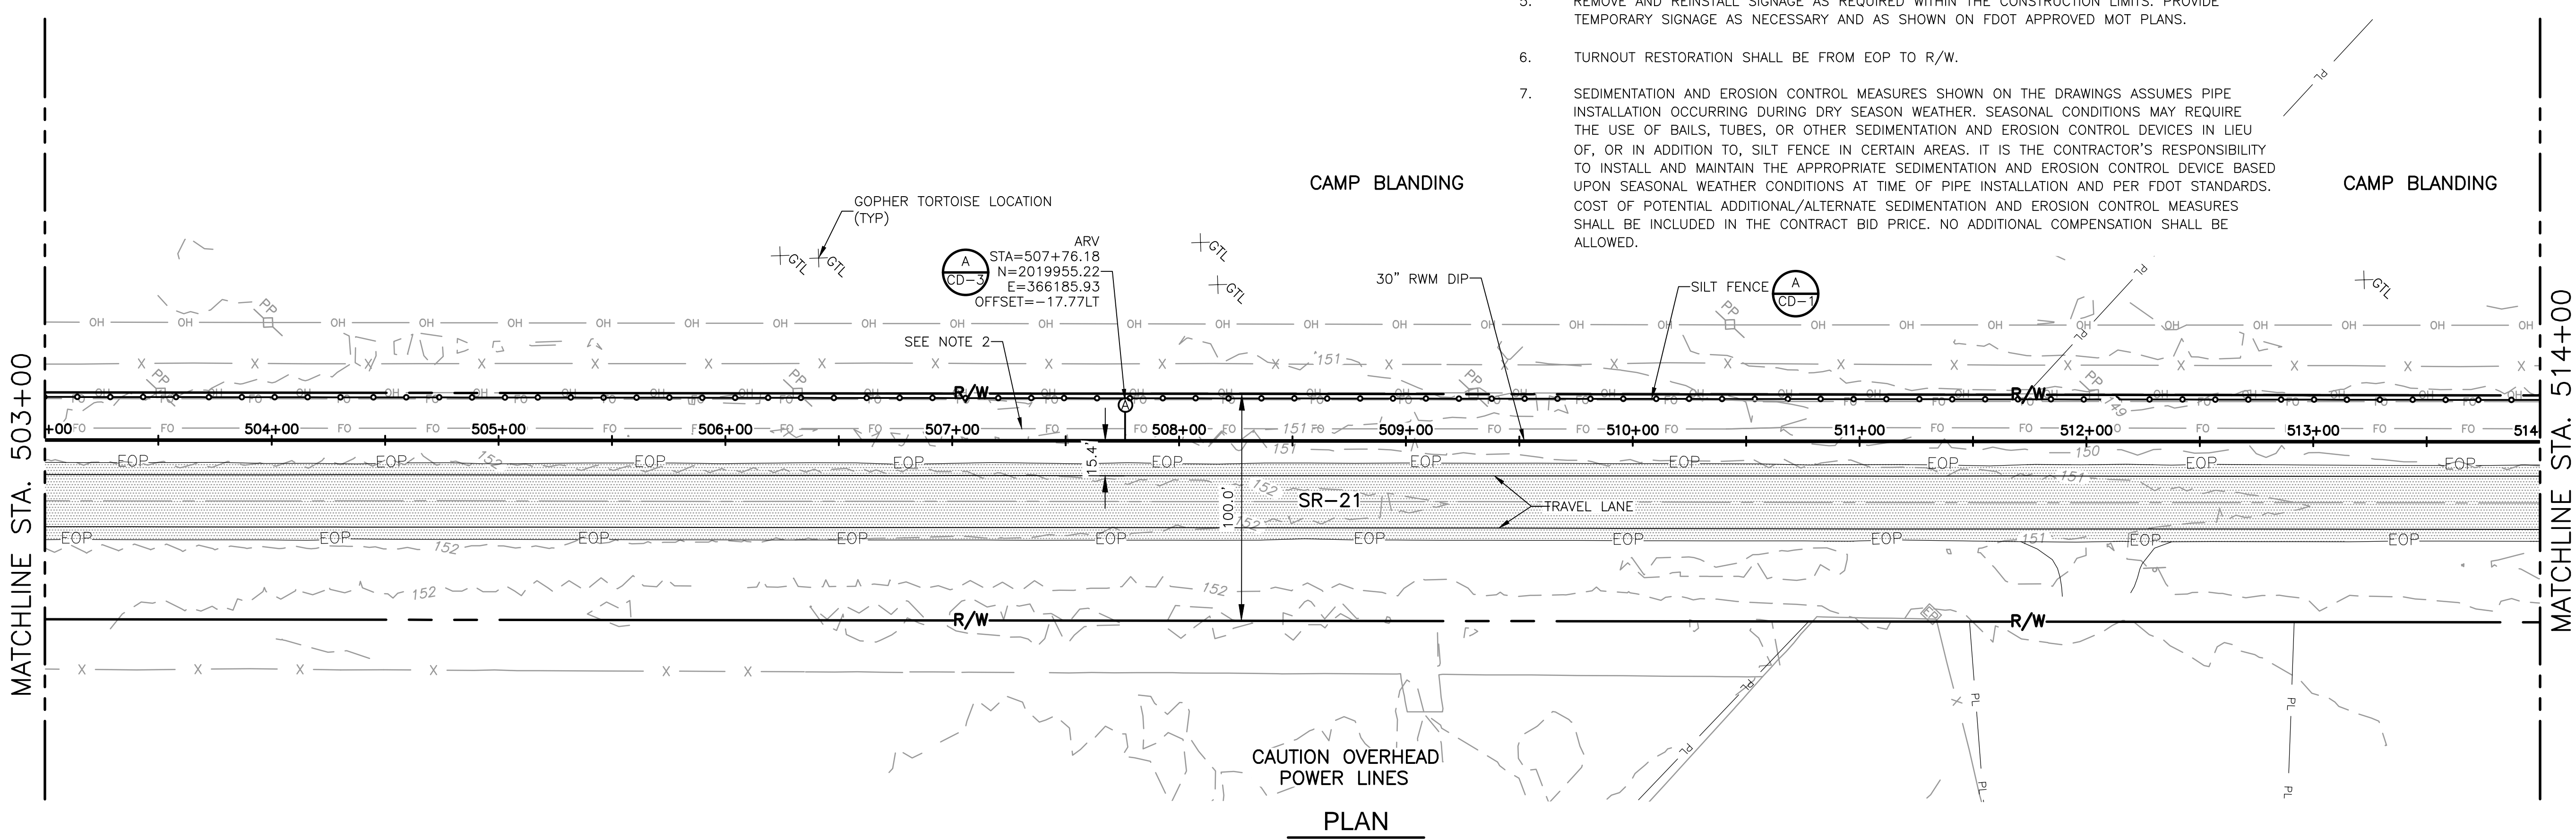 5. REMOVE AND REINSTALL SIGNAGE AS REQUIRED WITHIN THE CONSTRUCTION LIMITS. PROVIDE
TEMPORARY SIGNAGE AS NECESSARY AND AS SHOWN ON FDOT APPROVED MOT PLANS.
6. TURNOUT RESTORATION SHALL BE FROM EOP TO R/W.
7. SEDIMENTATION AND EROSION CONTROL MEASURES SHOWN ON THE DRAWINGS ASSUMES PIPE
INSTALLATION OCCURRING DURING DRY SEASON WEATHER. SEASONAL CONDITIONS MAY REQUIRE
THE USE OF BAILS, TUBES, OR OTHER SEDIMENTATION AND EROSION CONTROL DEVICES IN LIEU
OF, OR IN ADDITION TO, SILT FENCE IN CERTAIN AREAS. IT IS THE CONTRACTOR'S RESPONSIBILITY
TO INSTALL AND MAINTAIN THE APPROPRIATE SEDIMENTATION AND EROSION CONTROL DEVICE BASED
UPON SEASONAL WEATHER CONDITIONS AT TIME OF PIPE INSTALLATION AND PER FDOT STANDARDS.
COST OF POTENTIAL ADDITIONAL/ALTERNATE SEDIMENTATION AND EROSION CONTROL MEASURES
SHALL BE INCLUDED IN THE CONTRACT BID PRICE. NO ADDITIONAL COMPENSATION SHALL BE
ALLOWED.
CAMP BLANDING
CAMP BLANDING
GOPHER TORTOISE LOCATION
(TYP)
GTL
GTL
GTL
GTL
GTL
A
CD-3
ARV
STA=507+76.18
N=2019955.22
E=366185.93
OFFSET=-17.77LT
30" RWM DIP
SILT FENCE
A
CD-1
SEE NOTE 2
MATCHLINE STA. 503+00
MATCHLINE STA. 514+00
R/W
R/W
A
+00
504+00
505+00
506+00
507+00
508+00
509+00
510+00
511+00
512+00
513+00
514
15.4'
100.0'
SR-21
TRAVEL LANE
R/W
R/W
CAUTION OVERHEAD
POWER LINES
PLAN